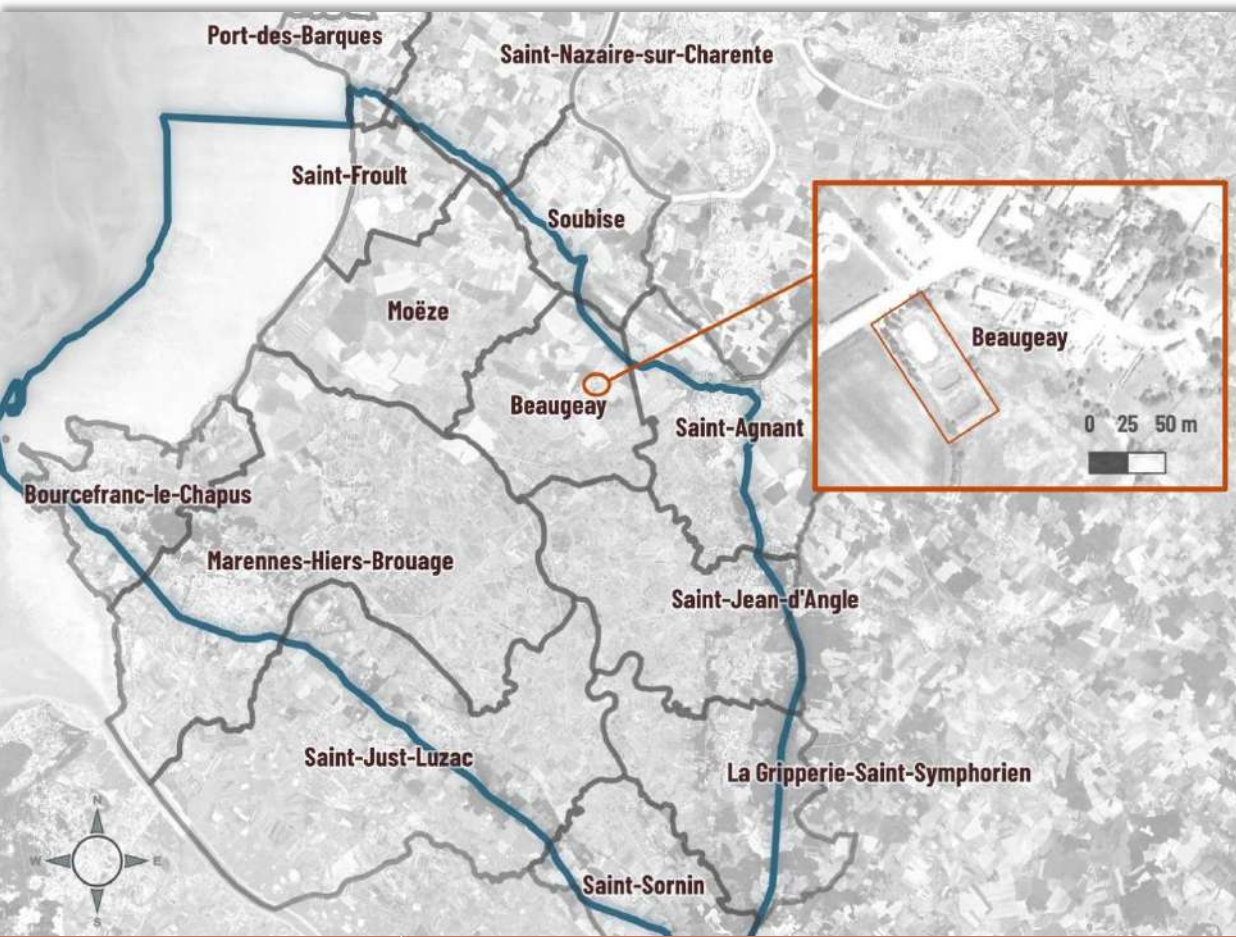 Port-des-Barques
Saint-Nazaire-sur-Charente
Saint-Froult
Soubise
Moëze
Beaugeay
Beaugeay
0 25 50 m
Saint-Agnant
Bourcefranc-le-Chapus
Marennes-Hiers-Brouage
Saint-Jean-d'Angle
Saint-Just-Luzac
La Gripperie-Saint-Symphorien
N
W E
S
Saint-Sornin